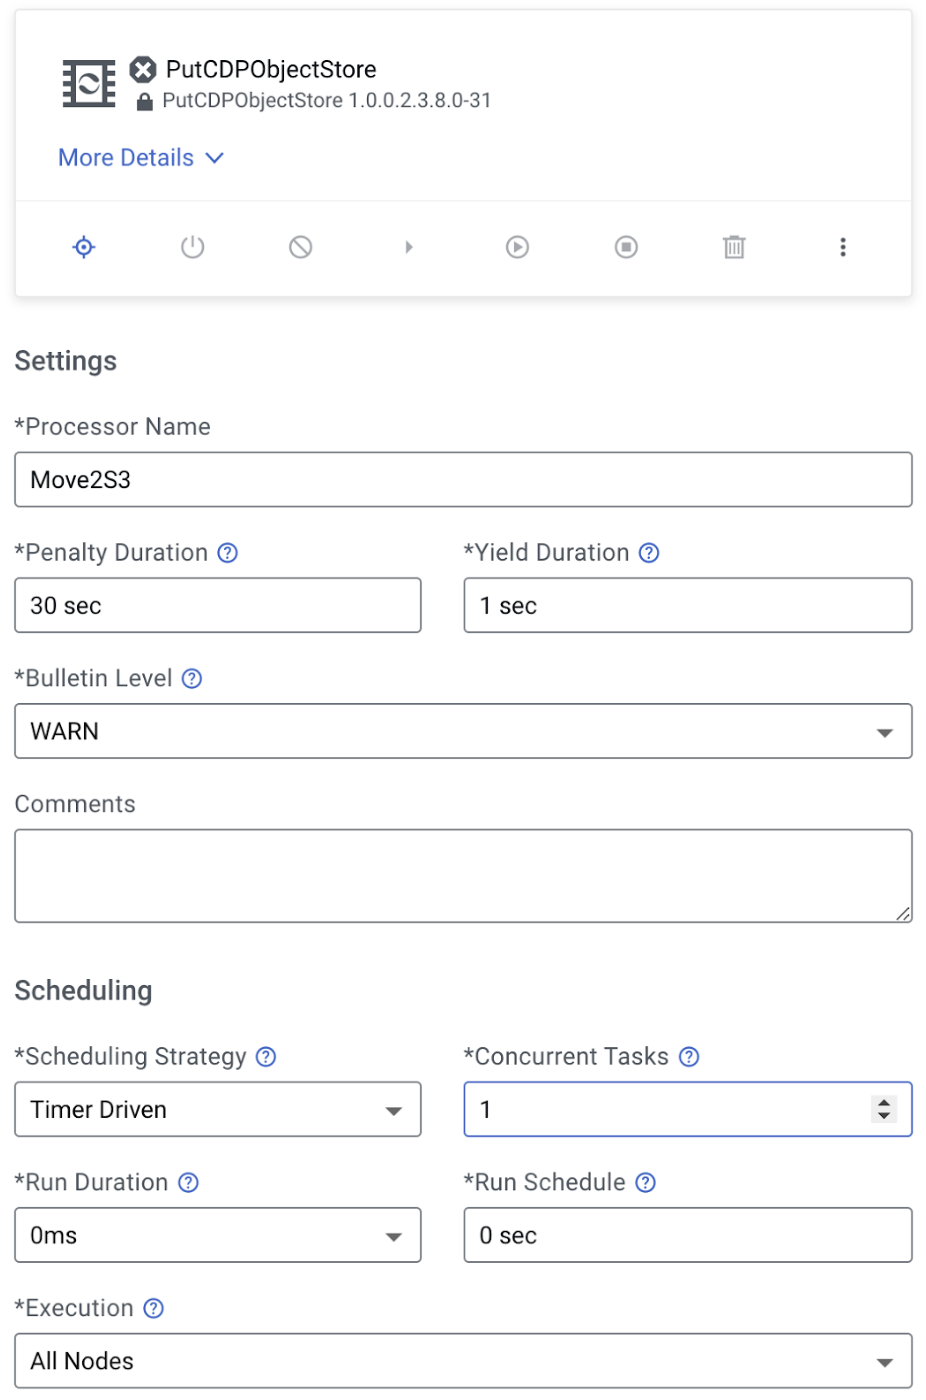 PutCDPObjectStore
PutCDPObjectStore 1.0.0.2.3.8.0-31
More Details
Settings
*Processor Name
Move2S3
*Penalty Duration
*Yield Duration
30 sec
1 sec
*Bulletin Level
WARN
Comments
Scheduling
*Scheduling Strategy
*Concurrent Tasks
Timer Driven
1
*Run Duration
*Run Schedule
0ms
0 sec
*Execution
All Nodes